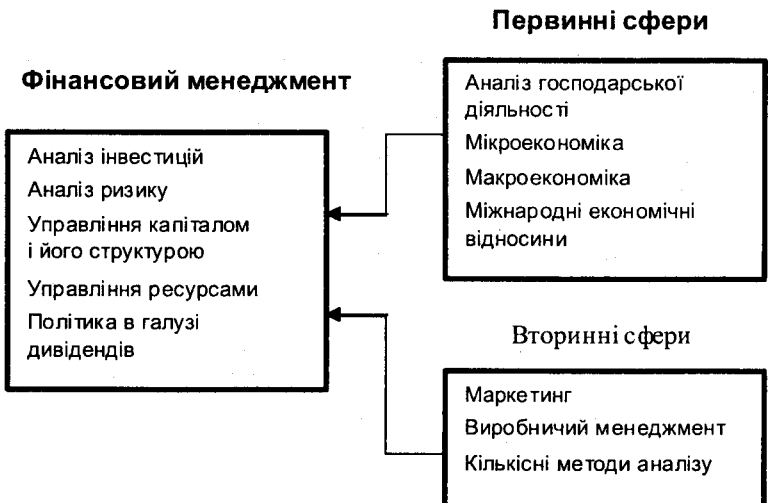 Первинні сфери
Фінансовий менеджмент
Аналіз господарської
діяльності
Мікроекономіка
Макроекономіка
Міжнародні економічні
відносини
Аналіз інвестицій
Аналіз ризику
Управління капіталом
і його структурою
Управління ресурсами
Політика в галузі
дивідендів
Вторинні сфери
Маркетинг
Виробничий менеджмент
Кількісні методи аналізу